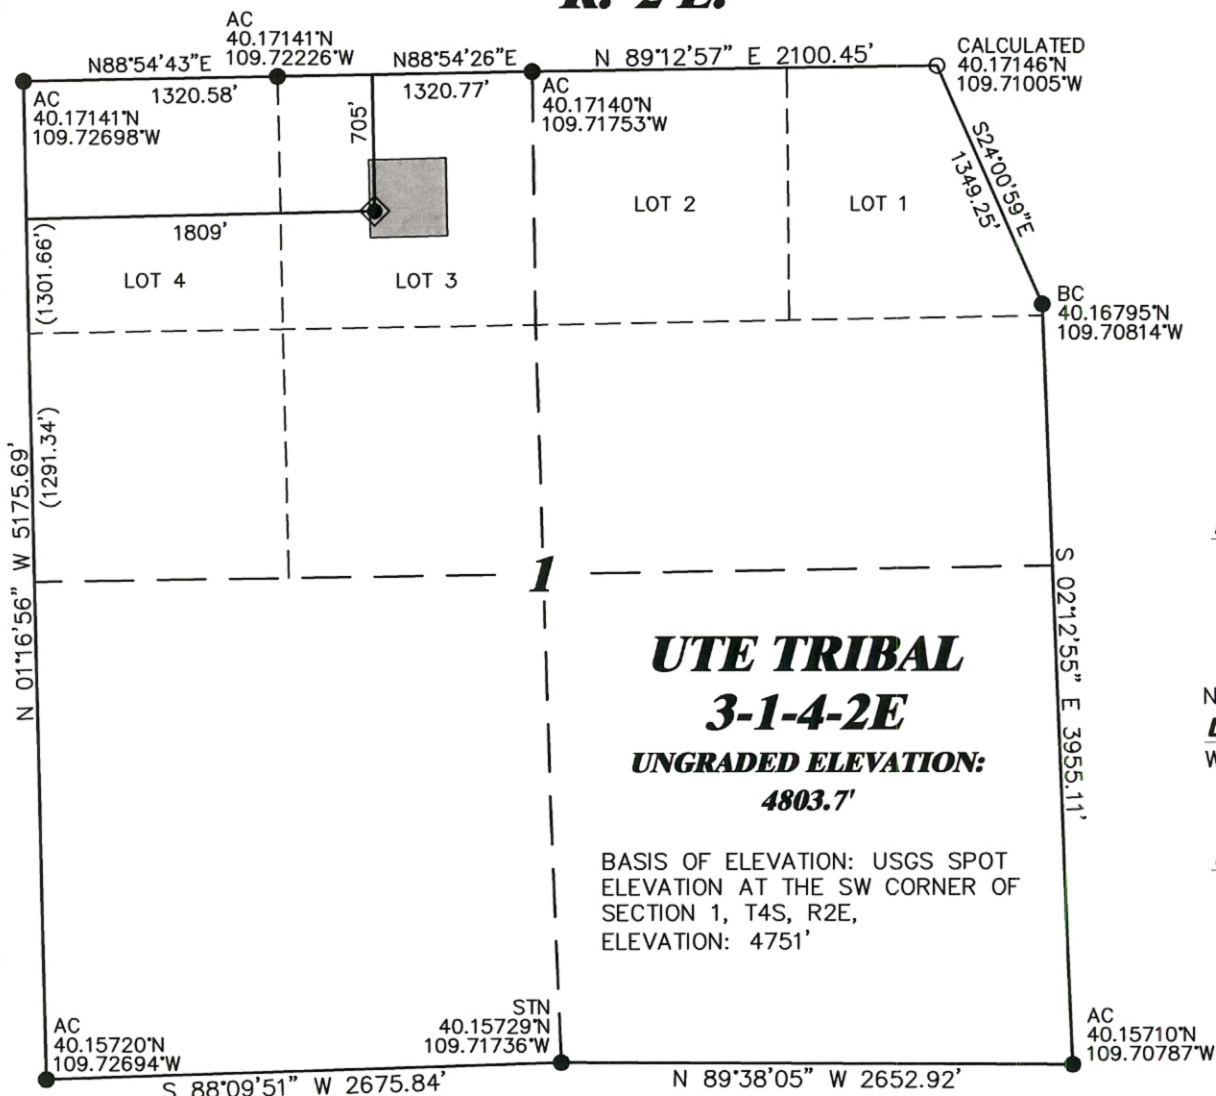 R. 2 E.
AC
40.17141°N
109.72226°W
N88°54'43"E
1320.58'
N88°54'26"E
1320.77'
N 89°12'57" E 2100.45'
CALCULATED
40.17146°N
109.71005°W
AC
40.17141°N
109.72698°W
705'
AC
40.17140°N
109.71753°W
S24°00'59"E
1349.25'
LOT 2
LOT 1
1809'
(1301.66')
LOT 4
LOT 3
BC
40.16795°N
109.70814°W
(1291.34')
N 01°16'56" W 5175.69'
1
S 02°12'55" E 3955.11'
UTE TRIBAL
3-1-4-2E
UNGRADED ELEVATION:
4803.7'
N
W
BASIS OF ELEVATION: USGS SPOT
ELEVATION AT THE SW CORNER OF
SECTION 1, T4S, R2E,
ELEVATION: 4751'
AC
40.15720°N
109.72694°W
STN
40.15729°N
109.71736°W
AC
40.15710°N
109.70787°W
S 88°09'51" W 2675.84'
N 89°38'05" W 2652.92'